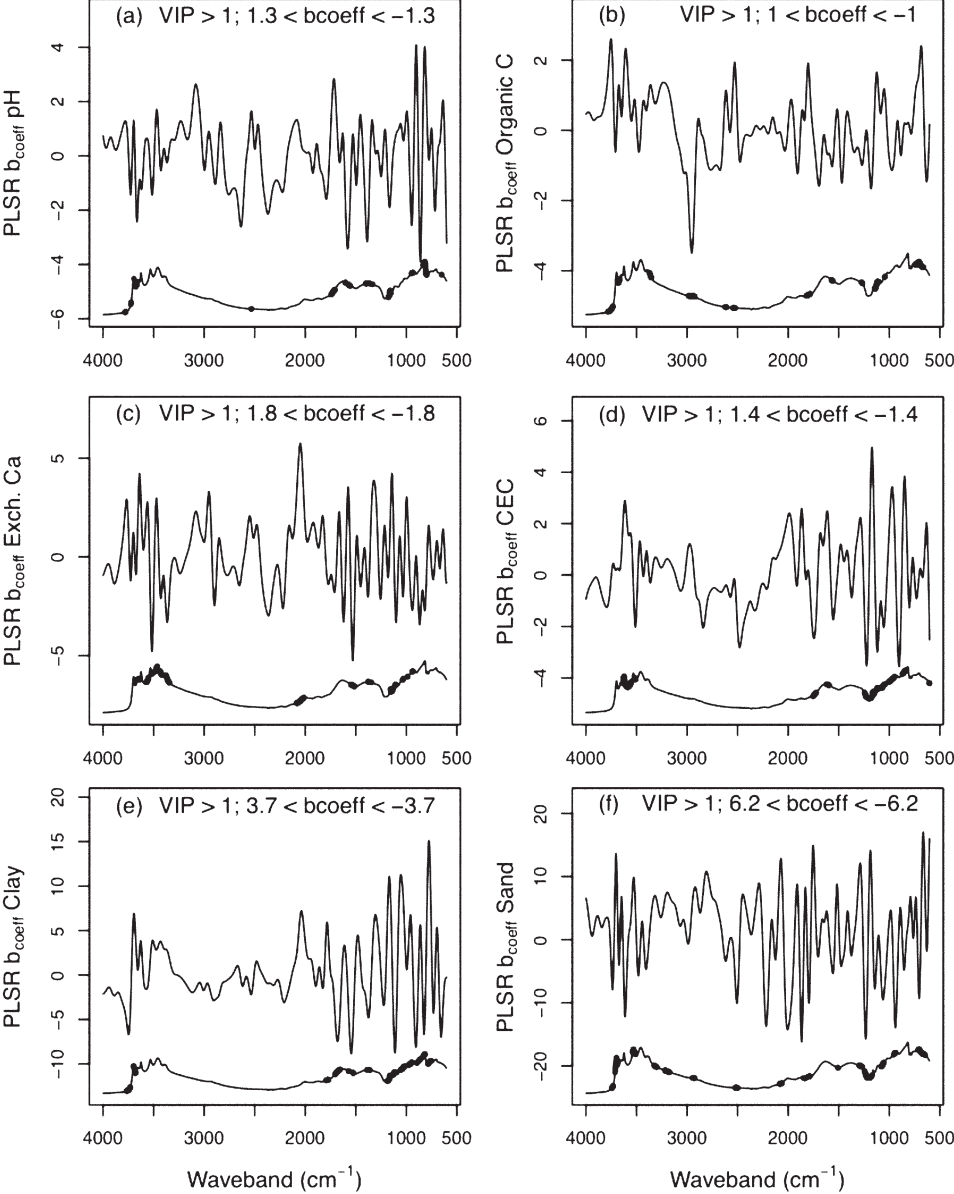 (a) VIP > 1; 1.3 < bcoeff < −1.3
PLSR bcoeff pH
4
2
0
−2
−4
−6
4000 3000 2000 1000 500
(b) VIP > 1; 1 < bcoeff < −1
PLSR bcoeff Organic C
2
0
−2
−4
4000 3000 2000 1000 500
(c) VIP > 1; 1.8 < bcoeff < −1.8
PLSR bcoeff Exch. Ca
5
0
−5
4000 3000 2000 1000 500
(d) VIP > 1; 1.4 < bcoeff < −1.4
PLSR bcoeff CEC
6
4
2
0
−2
−4
4000 3000 2000 1000 500
(e) VIP > 1; 3.7 < bcoeff < −3.7
PLSR bcoeff Clay
20
15
10
5
0
−5
−10
4000 3000 2000 1000 500
Waveband (cm−1)
(f) VIP > 1; 6.2 < bcoeff < −6.2
PLSR bcoeff Sand
20
10
0
−10
−20
4000 3000 2000 1000 500
Waveband (cm−1)